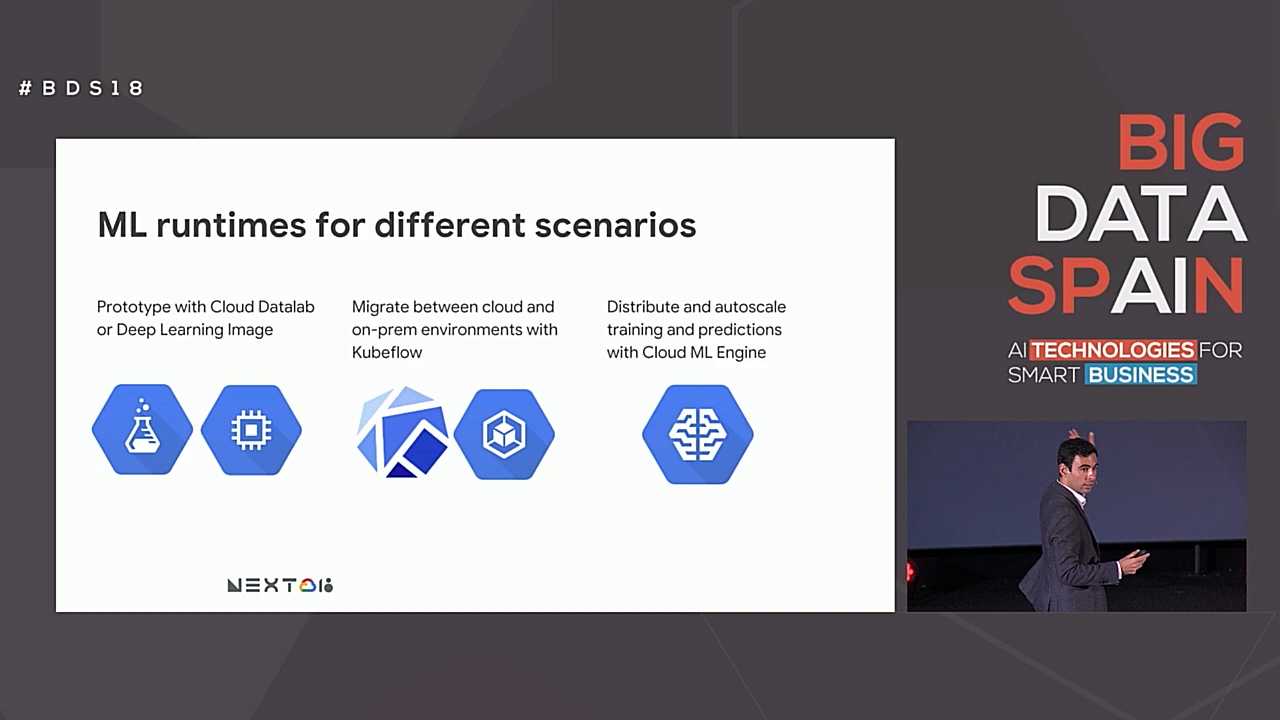 #BDS18
BIG
DATA
SPAIN
AI TECHNOLOGIES FOR
SMART BUSINESS
ML runtimes for different scenarios
Prototype with Cloud Datalab
or Deep Learning Image
Migrate between cloud and
on-prem environments with
Kubeflow
Distribute and autoscale
training and predictions
with Cloud ML Engine
NEXT18